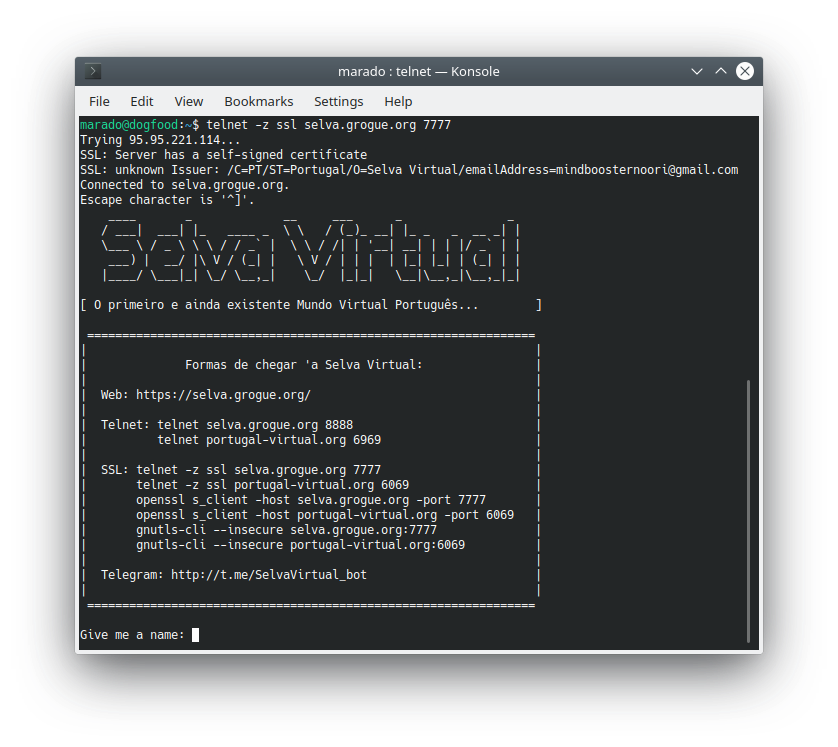 marado : telnet — Konsole
File Edit View Bookmarks Settings Help
marado@dogfood:~$ telnet -z ssl selva.grogue.org 7777
Trying 95.95.221.114...
SSL: Server has a self-signed certificate
SSL: unknown Issuer: /C=PT/ST=Portugal/O=Selva Virtual/emailAddress=mindboosternoori@gmail.com
Connected to selva.grogue.org.
Escape character is '^]'.
Selva Virtual
[ O primeiro e ainda existente Mundo Virtual Português... ]
Formas de chegar 'a Selva Virtual:
Web: https://selva.grogue.org/
Telnet: telnet selva.grogue.org 8888
telnet portugal-virtual.org 6969
SSL: telnet -z ssl selva.grogue.org 7777
telnet -z ssl portugal-virtual.org 6069
openssl s_client -host selva.grogue.org -port 7777
openssl s_client -host portugal-virtual.org -port 6069
gnutls-cli --insecure selva.grogue.org:7777
gnutls-cli --insecure portugal-virtual.org:6069
Telegram: http://t.me/SelvaVirtual_bot
Give me a name: